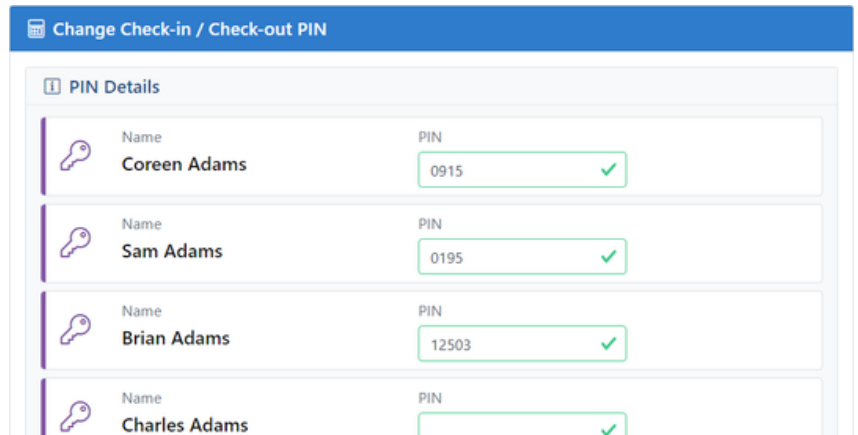 Change Check-in / Check-out PIN
PIN Details
Name
PIN
Coreen Adams
0915
Name
PIN
Sam Adams
0195
Name
PIN
Brian Adams
12503
Name
PIN
Charles Adams